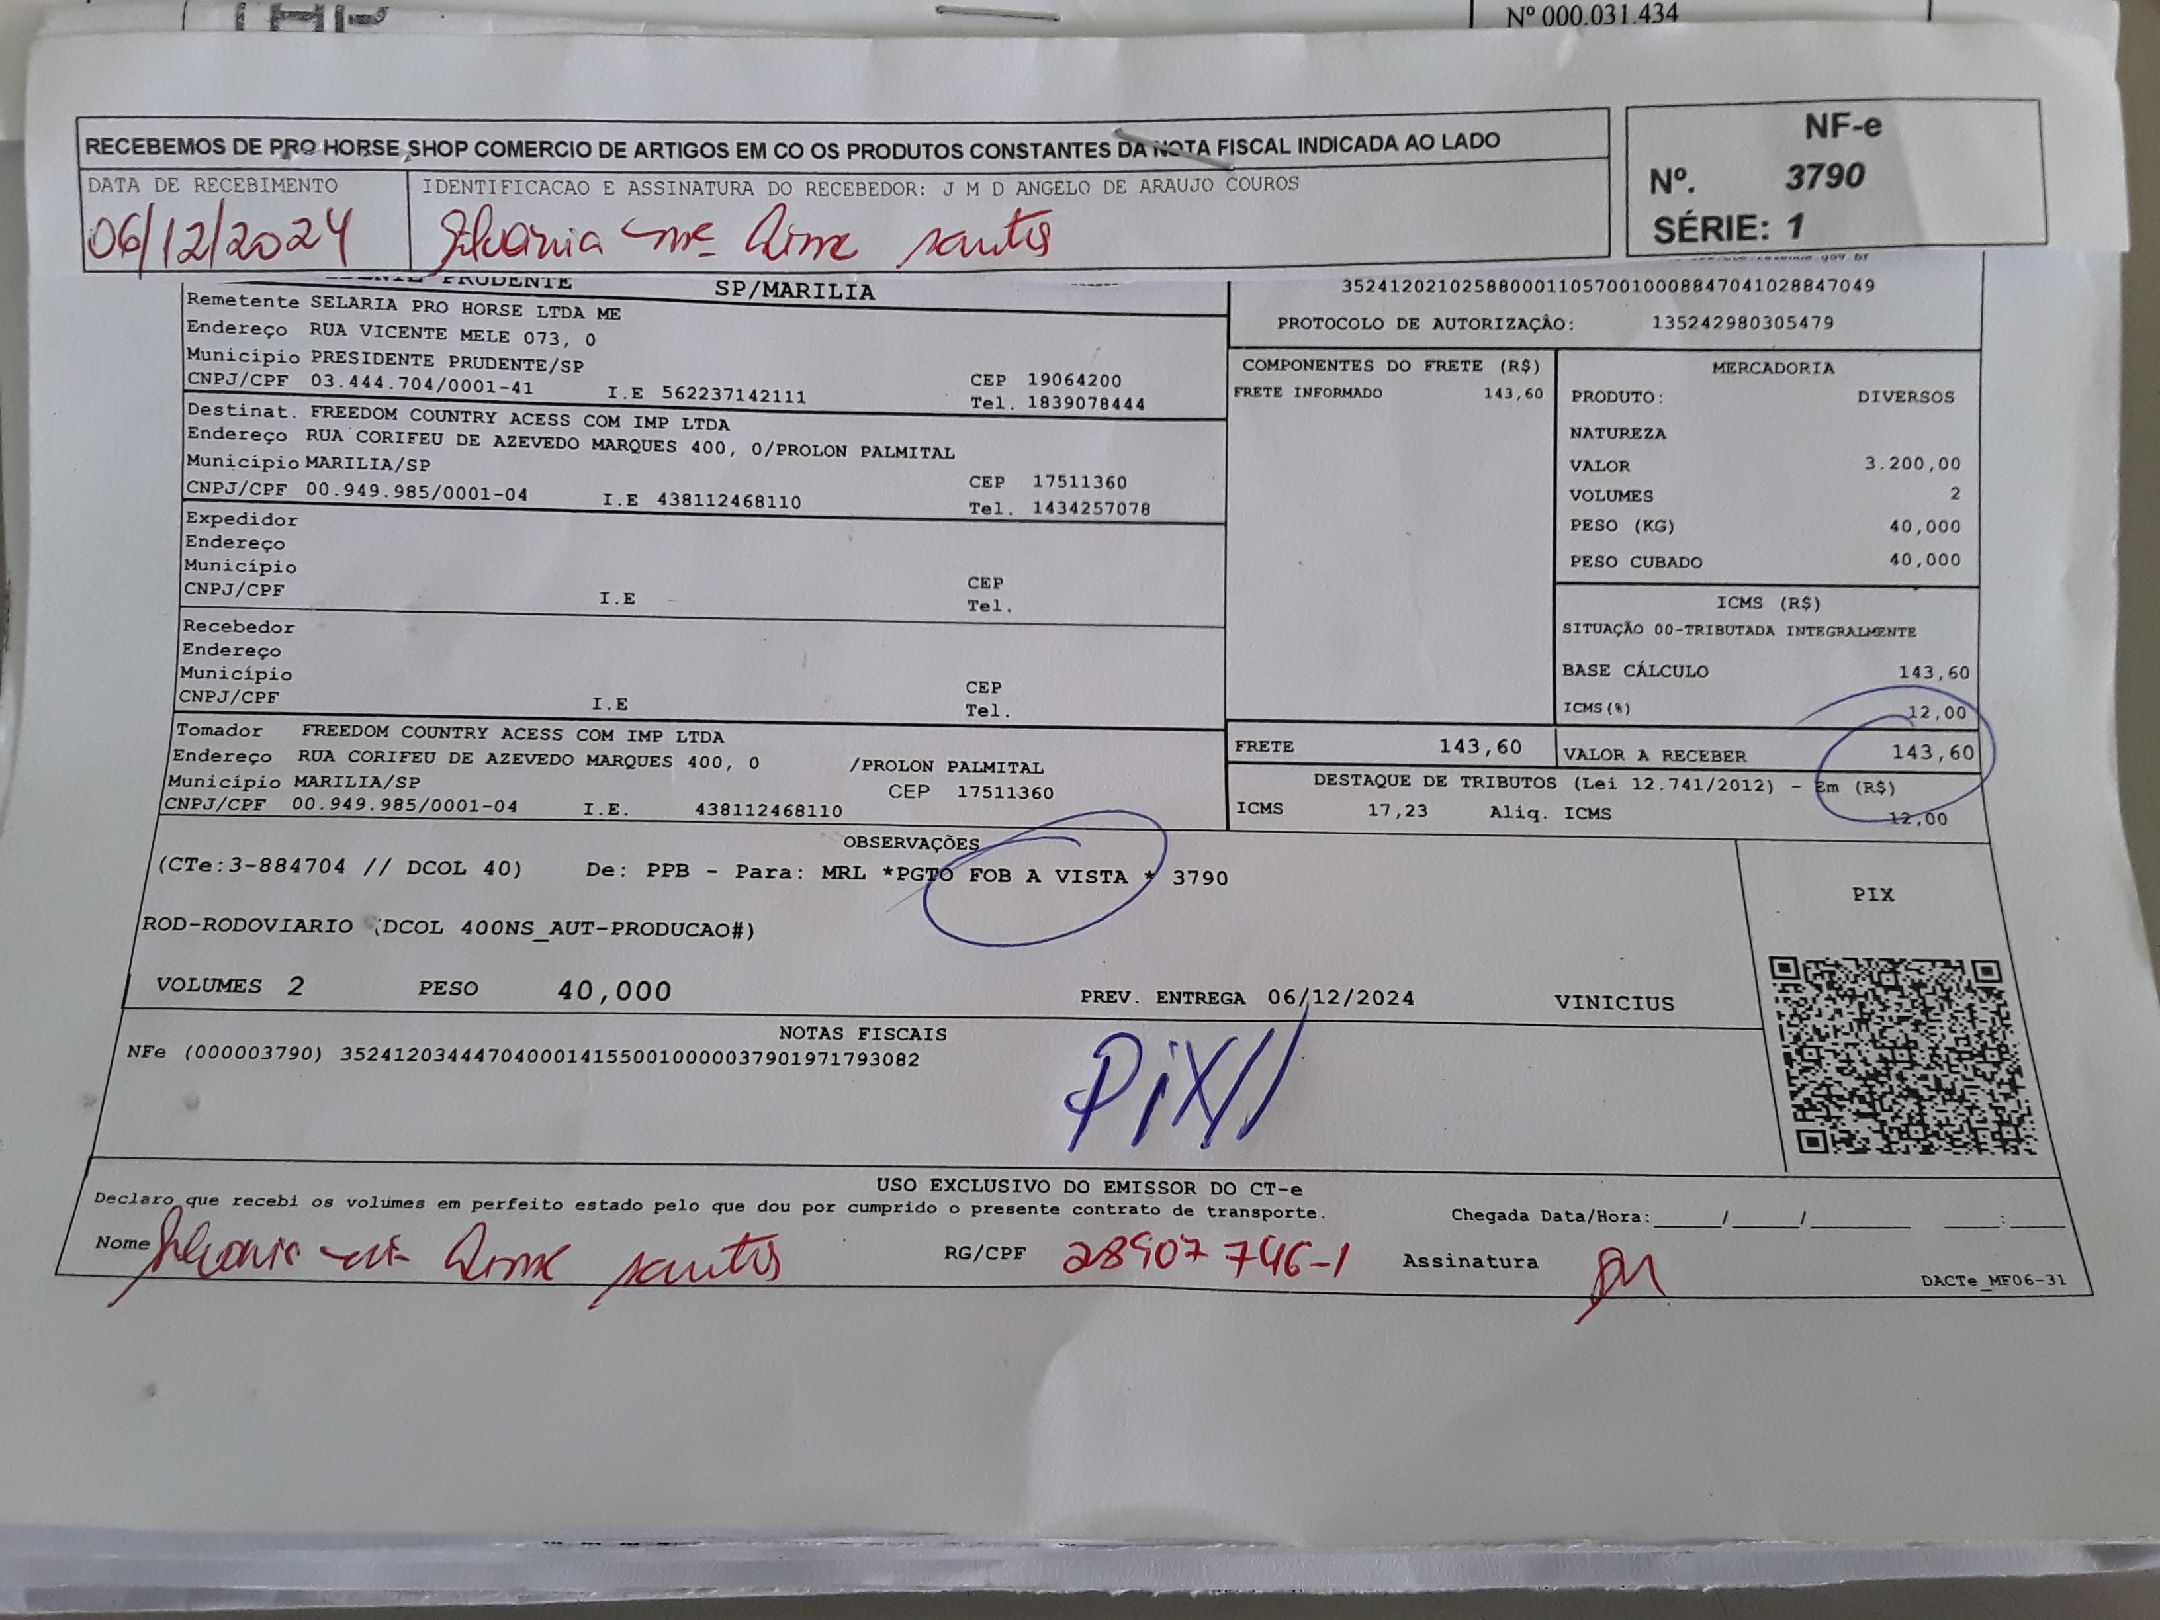 Nº 000.031.434
RECEBEMOS DE PRO HORSE SHOP COMERCIO DE ARTIGOS EM CO OS PRODUTOS CONSTANTES DA NOTA FISCAL INDICADA AO LADO
DATA DE RECEBIMENTO
06/12/2024
IDENTIFICACAO E ASSINATURA DO RECEBEDOR: J M D ANGELO DE ARAUJO COUROS
Silvania santos
NF-e
Nº. 3790
SÉRIE: 1
PRUDENTE SP/MARILIA
Remetente SELARIA PRO HORSE LTDA ME
Endereço RUA VICENTE MELE 073, 0
Município PRESIDENTE PRUDENTE/SP CEP 19064200
CNPJ/CPF 03.444.704/0001-41 I.E 562237142111 Tel. 1839078444
Destinat. FREEDOM COUNTRY ACESS COM IMP LTDA
Endereço RUA CORIFEU DE AZEVEDO MARQUES 400, 0/PROLON PALMITAL
Município MARILIA/SP CEP 17511360
CNPJ/CPF 00.949.985/0001-04 I.E 438112468110 Tel. 1434257078
Expedidor
Endereço
Município CEP
CNPJ/CPF I.E Tel.
Recebedor
Endereço
Município CEP
CNPJ/CPF I.E Tel.
Tomador FREEDOM COUNTRY ACESS COM IMP LTDA
Endereço RUA CORIFEU DE AZEVEDO MARQUES 400, 0 /PROLON PALMITAL
Município MARILIA/SP CEP 17511360
CNPJ/CPF 00.949.985/0001-04 I.E. 438112468110
35241202102588000110570010008847041028847049
PROTOCOLO DE AUTORIZAÇÃO: 135242980305479
COMPONENTES DO FRETE (R$)
FRETE INFORMADO 143,60
MERCADORIA
PRODUTO: DIVERSOS
NATUREZA
VALOR 3.200,00
VOLUMES 2
PESO (KG) 40,000
PESO CUBADO 40,000
ICMS (R$)
SITUAÇÃO 00-TRIBUTADA INTEGRALMENTE
BASE CÁLCULO 143,60
ICMS(%) 12,00
FRETE 143,60 VALOR A RECEBER 143,60
DESTAQUE DE TRIBUTOS (Lei 12.741/2012) - Em (R$)
ICMS 17,23 Aliq. ICMS 12,00
OBSERVAÇÕES
(CTe:3-884704 // DCOL 40) De: PPB - Para: MRL *PGTO FOB A VISTA * 3790
ROD-RODOVIARIO (DCOL 400NS_AUT-PRODUCAO#)
VOLUMES 2 PESO 40,000 PREV. ENTREGA 06/12/2024 VINICIUS
PIX
NOTAS FISCAIS
NFe (000003790) 35241203444704000141550010000037901971793082
PIX//
USO EXCLUSIVO DO EMISSOR DO CT-e
Declaro que recebi os volumes em perfeito estado pelo que dou por cumprido o presente contrato de transporte. Chegada Data/Hora:_____/_____/_______ ____:____
Nome Silvania santos RG/CPF 28907 746-1 Assinatura
DACTe_MF06-31